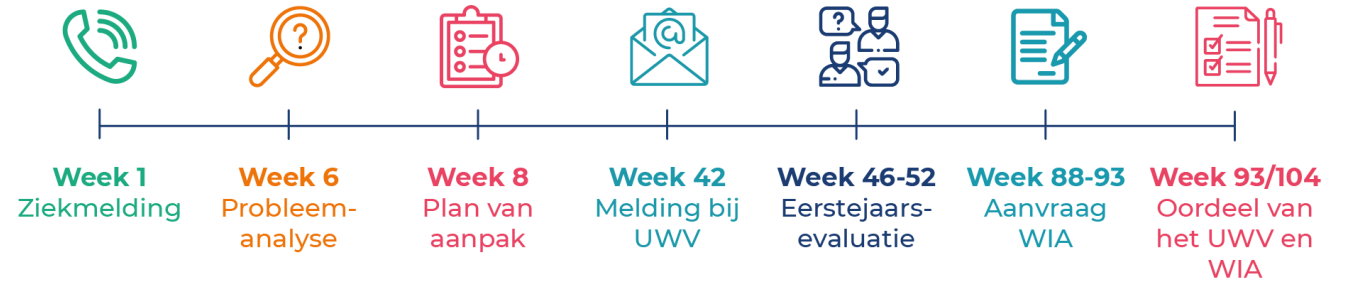 Week 1
Ziekmelding
Week 6
Probleem-
analyse
Week 8
Plan van
aanpak
Week 42
Melding bij
UWV
Week 46-52
Eerstejaars-
evaluatie
Week 88-93
Aanvraag
WIA
Week 93/104
Oordeel van
het UWV en
WIA